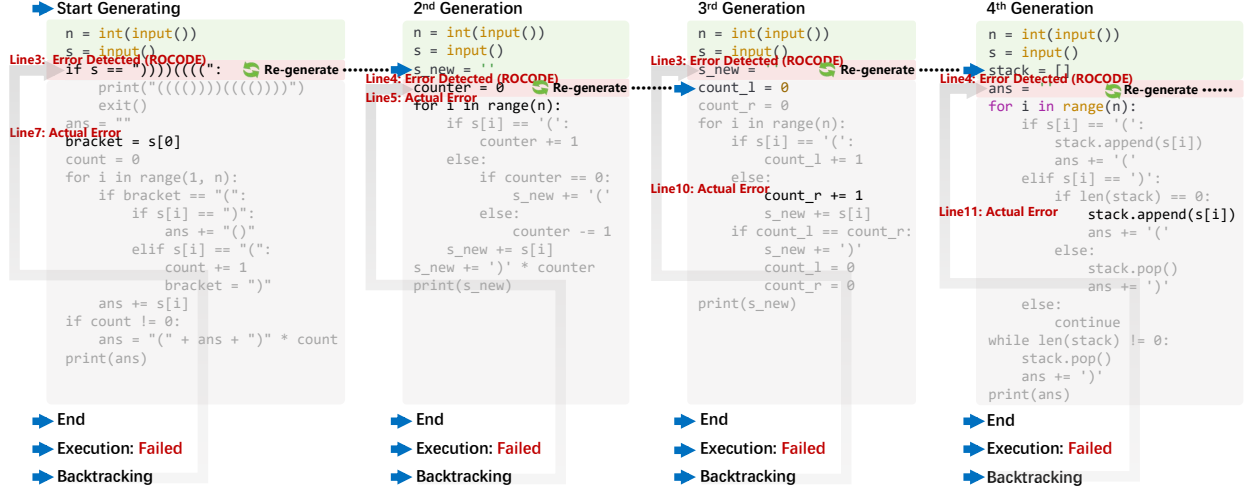 Start Generating
n = int(input())
s = input()
Line3: Error Detected (ROCODE)
if s == "))))((((":
Re-generate
print("(((())))(((())))")
exit()
ans = ""
Line7: Actual Error
bracket = s[0]
count = 0
for i in range(1, n):
if bracket == "(":
if s[i] == ")":
ans += "()"
elif s[i] == "(":
count += 1
bracket = ")"
ans += s[i]
if count != 0:
ans = "(" + ans + ")" * count
print(ans)
End
Execution: Failed
Backtracking
2nd Generation
n = int(input())
s = input()
s_new = ''
Line4: Error Detected (ROCODE)
counter = 0
Re-generate
Line5: Actual Error
for i in range(n):
if s[i] == '(':
counter += 1
else:
if counter == 0:
s_new += '('
else:
counter -= 1
s_new += s[i]
s_new += ')' * counter
print(s_new)
End
Execution: Failed
Backtracking
3rd Generation
n = int(input())
s = input()
Line3: Error Detected (ROCODE)
s_new =
Re-generate
count_l = 0
count_r = 0
for i in range(n):
if s[i] == '(':
count_l += 1
else:
Line10: Actual Error
count_r += 1
s_new += s[i]
if count_l == count_r:
s_new += ')'
count_l = 0
count_r = 0
print(s_new)
End
Execution: Failed
Backtracking
4th Generation
n = int(input())
s = input()
stack = []
Line4: Error Detected (ROCODE)
ans =
Re-generate
for i in range(n):
if s[i] == '(':
stack.append(s[i])
ans += '('
elif s[i] == ')':
if len(stack) == 0:
Line11: Actual Error
stack.append(s[i])
ans += '('
else:
stack.pop()
ans += ')'
else:
continue
while len(stack) != 0:
stack.pop()
ans += ')'
print(ans)
End
Execution: Failed
Backtracking